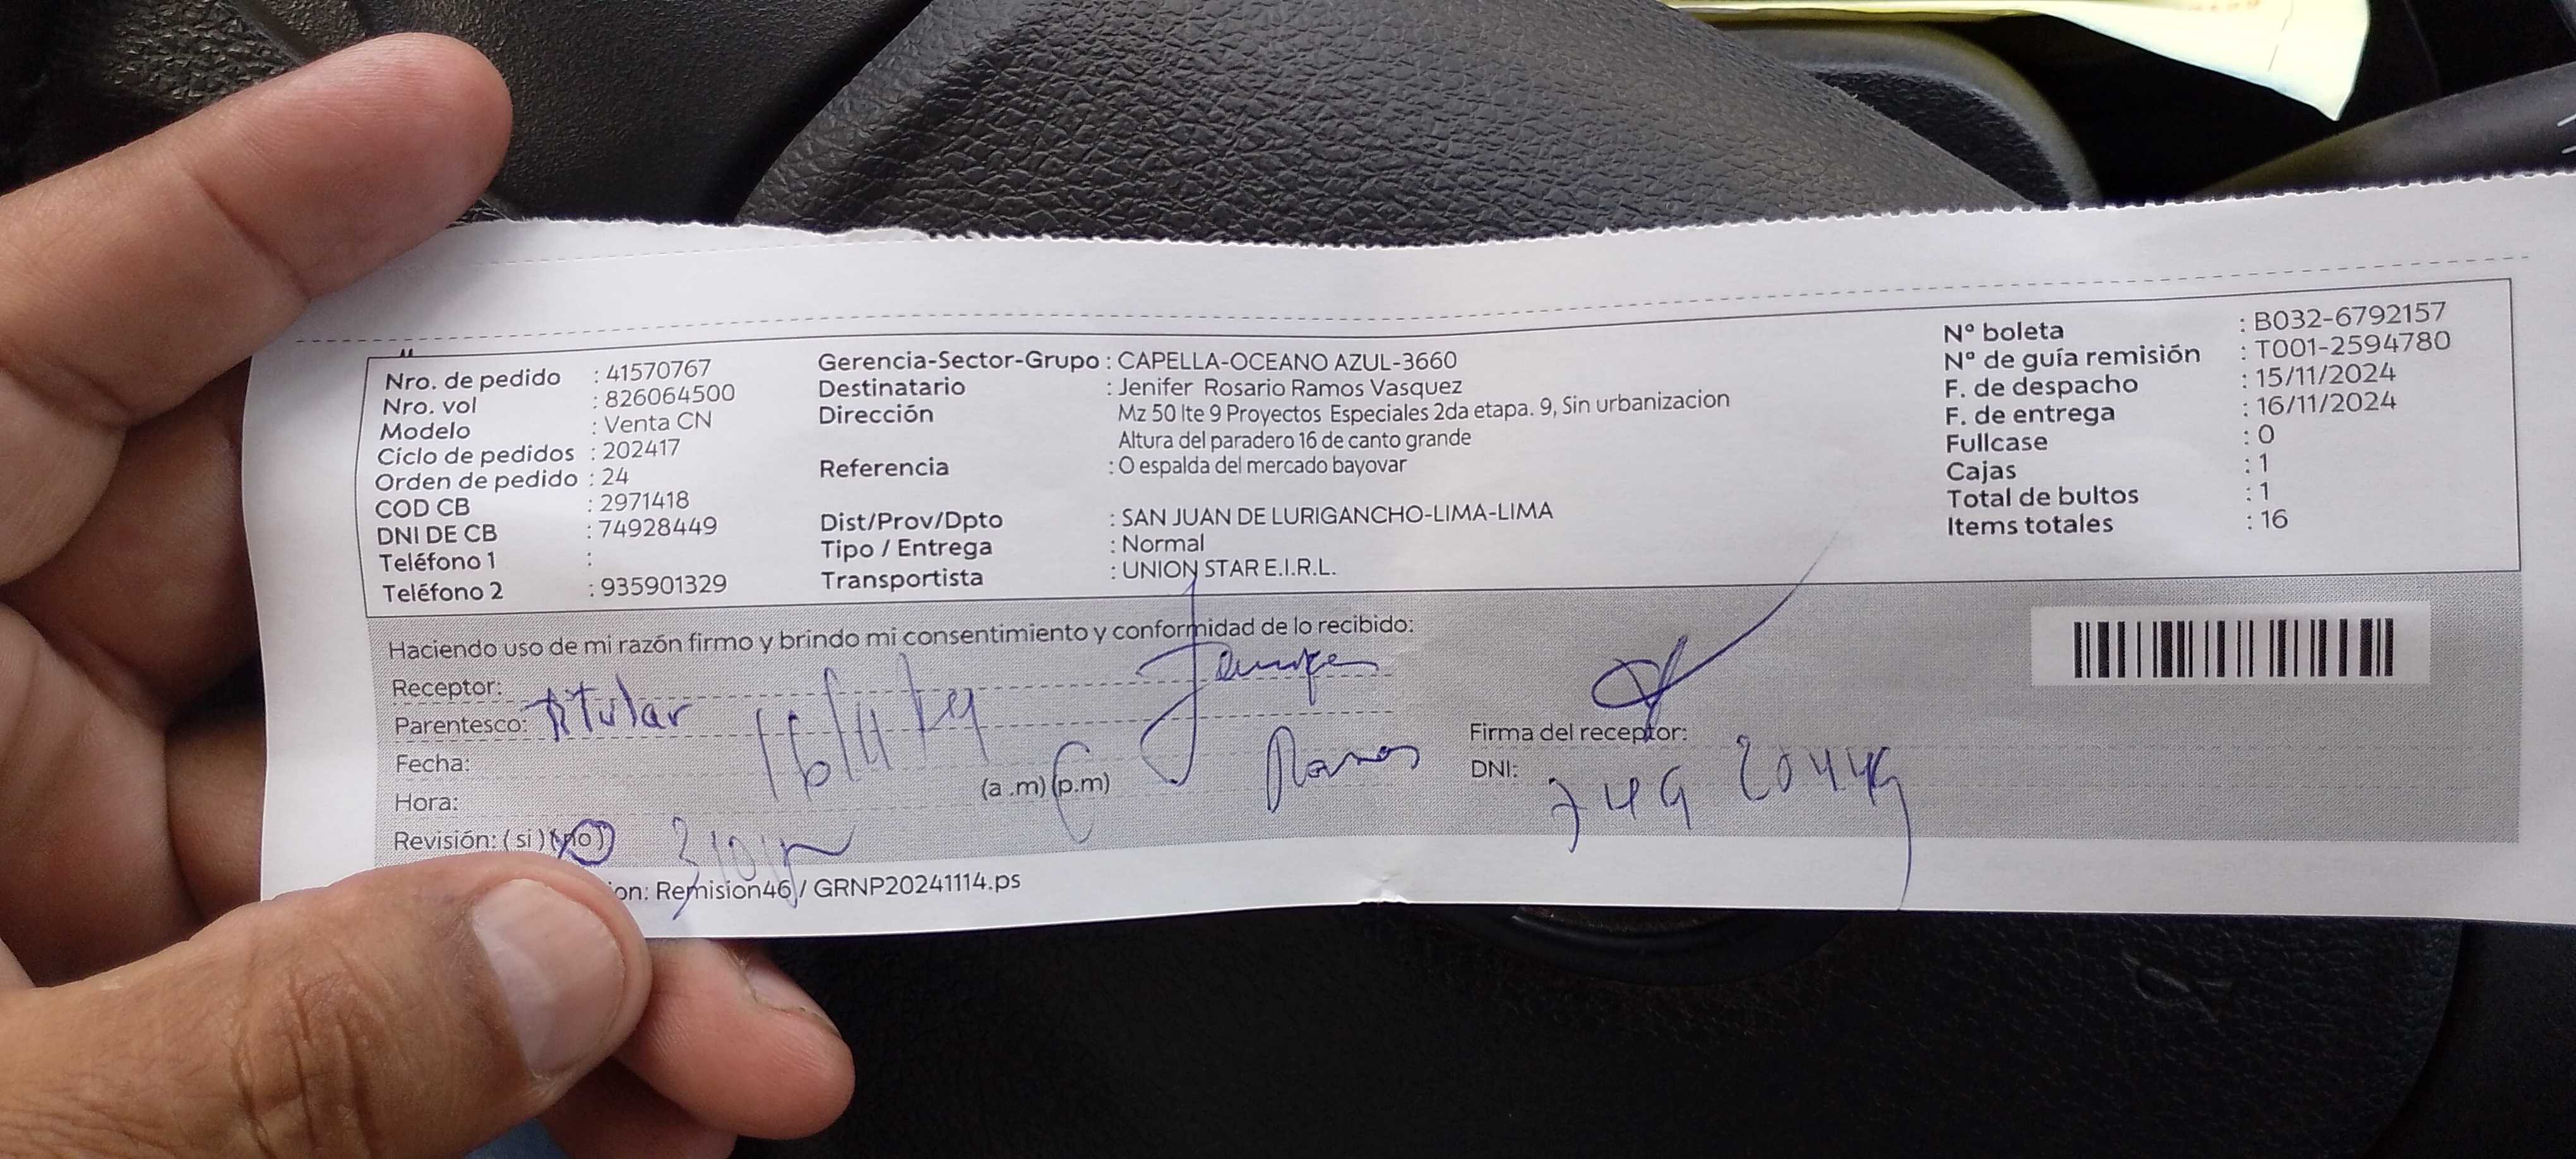 Nro. de pedido : 41570767
Nro. vol : 826064500
Modelo : Venta CN
Ciclo de pedidos : 202417
Orden de pedido : 24
COD CB : 2971418
DNI DE CB : 74928449
Teléfono 1 :
Teléfono 2 : 935901329
Gerencia-Sector-Grupo : CAPELLA-OCEANO AZUL-3660
Destinatario : Jenifer Rosario Ramos Vasquez
Dirección Mz 50 lte 9 Proyectos Especiales 2da etapa. 9, Sin urbanizacion
Altura del paradero 16 de canto grande
Referencia : O espalda del mercado bayovar
Dist/Prov/Dpto : SAN JUAN DE LURIGANCHO-LIMA-LIMA
Tipo / Entrega : Normal
Transportista : UNION STAR E.I.R.L.
Nº boleta : B032-6792157
Nº de guía remisión : T001-2594780
F. de despacho : 15/11/2024
F. de entrega : 16/11/2024
Fullcase : 0
Cajas : 1
Total de bultos : 1
Items totales : 16
Haciendo uso de mi razón firmo y brindo mi consentimiento y conformidad de lo recibido:
Receptor:
Parentesco: titular
Fecha: 16/11/24
Hora: (a .m) (p.m)
Revisión: ( si ) (no)
Ramos
Firma del receptor:
DNI:
on: Remision46 / GRNP20241114.ps